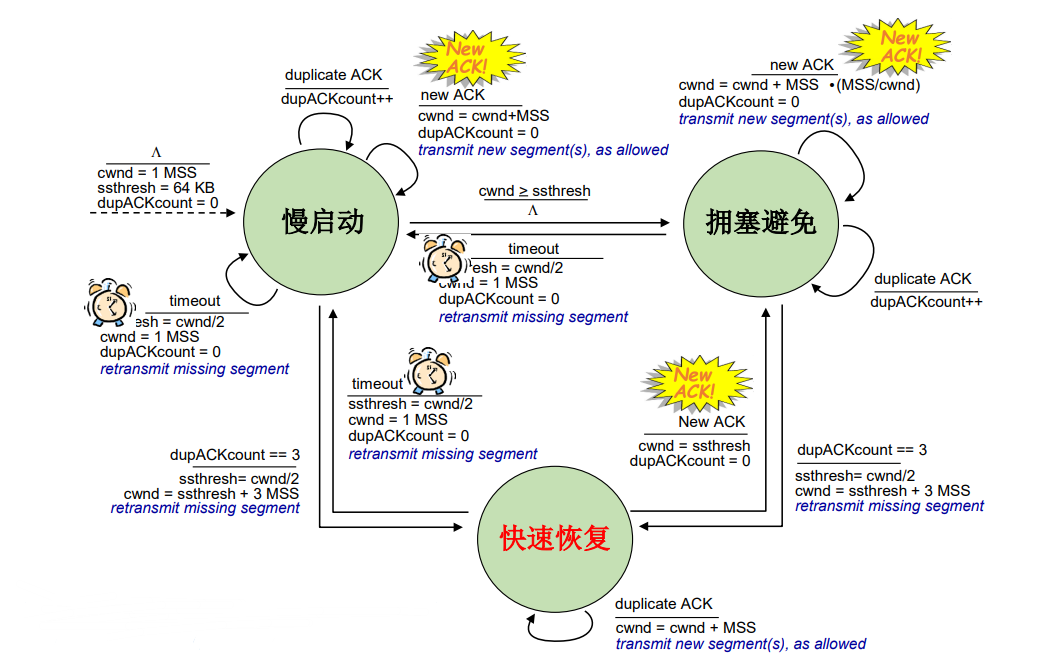 New
ACK!
duplicate ACK
dupACKcount++
new ACK
cwnd = cwnd+MSS
dupACKcount = 0
transmit new segment(s), as allowed
New
ACK!
new ACK
cwnd = cwnd + MSS •(MSS/cwnd)
dupACKcount = 0
transmit new segment(s), as allowed
Λ
cwnd = 1 MSS
ssthresh = 64 KB
dupACKcount = 0
慢启动
cwnd ≥ ssthresh
Λ
拥塞避免
timeout
esh = cwnd/2
cwnd = 1 MSS
dupACKcount = 0
retransmit missing segment
duplicate ACK
dupACKcount++
timeout
esh = cwnd/2
cwnd = 1 MSS
dupACKcount = 0
retransmit missing segment
timeout
ssthresh = cwnd/2
cwnd = 1 MSS
dupACKcount = 0
retransmit missing segment
New
ACK!
New ACK
cwnd = ssthresh
dupACKcount = 0
dupACKcount == 3
ssthresh = cwnd/2
cwnd = ssthresh + 3 MSS
retransmit missing segment
dupACKcount == 3
ssthresh= cwnd/2
cwnd = ssthresh + 3 MSS
retransmit missing segment
快速恢复
duplicate ACK
cwnd = cwnd + MSS
transmit new segment(s), as allowed